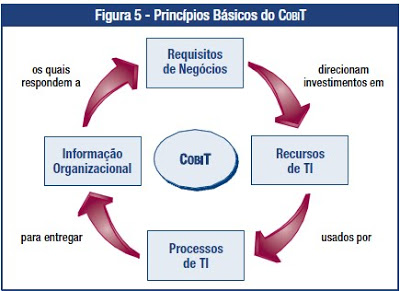 Figura 5 - Princípios Básicos do COBIT
Requisitos
de Negócios
os quais
respondem a
direcionam
investimentos em
Informação
Organizacional
COBIT
Recursos
de TI
para entregar
Processos
de TI
usados por